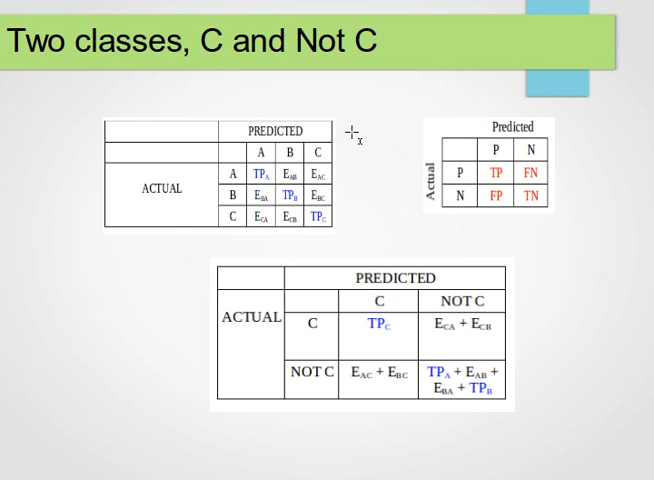 Two classes, C and Not C
PREDICTED
A B C
ACTUAL
A TPA EAB EAC
B EBA TPB EBC
C ECA ECB TPC
Predicted
P N
Actual
P TP FN
N FP TN
PREDICTED
C NOT C
ACTUAL
C TPC ECA + ECB
NOT C EAC + EBC TPA + EAB +
EBA + TPB